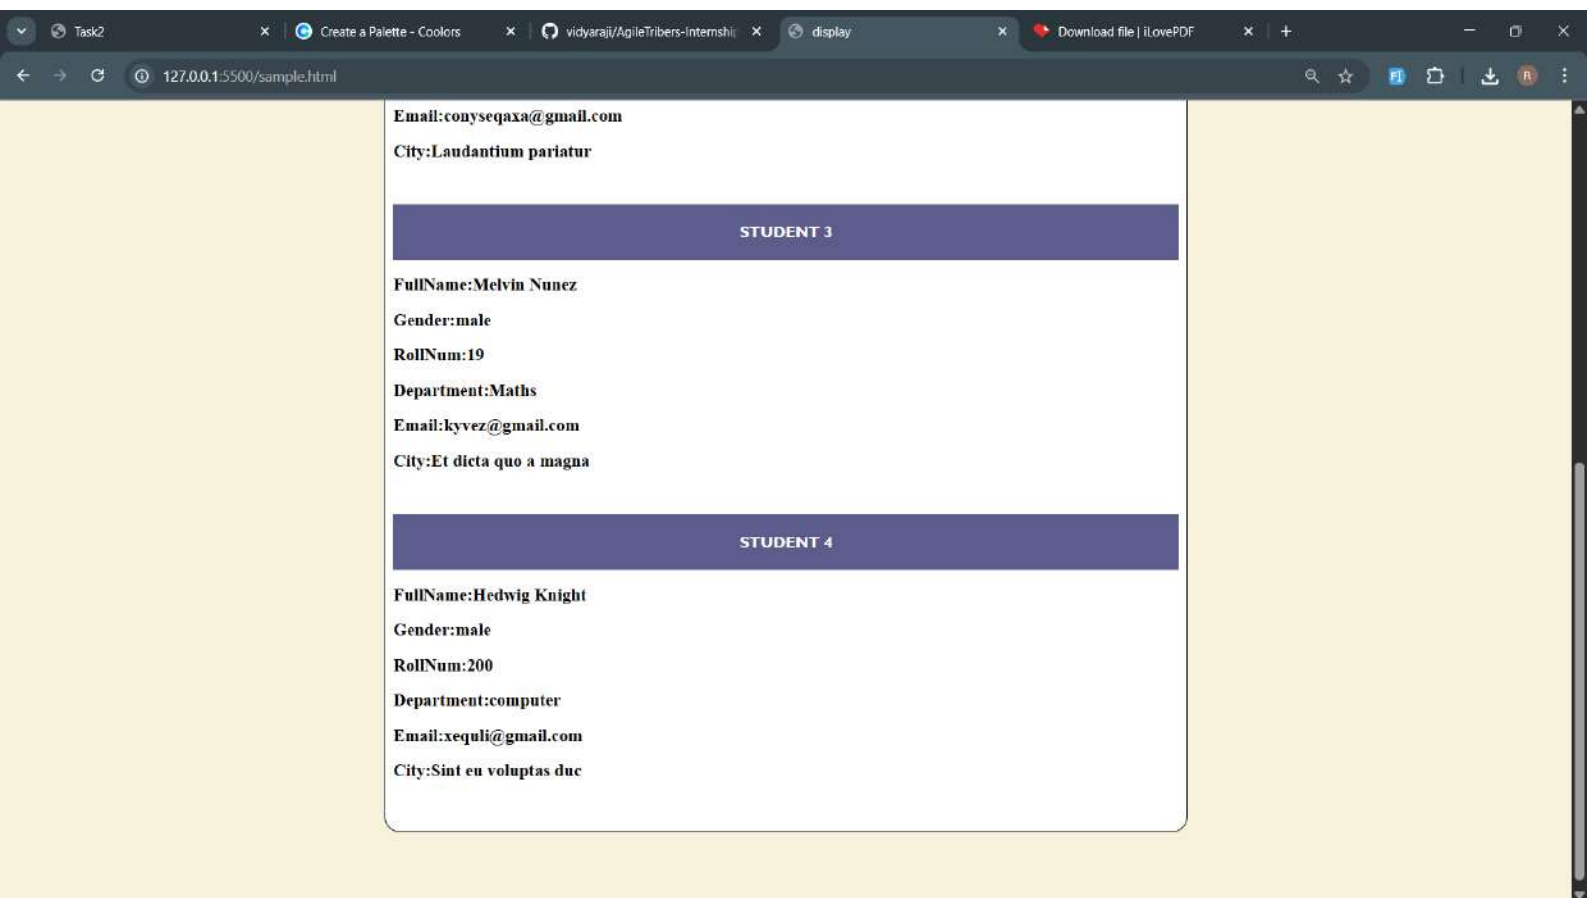 Task2
Create a Palette - Coolors
vidyaraji/AgileTribers-Internship
display
Download file | iLovePDF
127.0.0.1:5500/sample.html
R
Email:conyseqaxa@gmail.com
City:Laudantium pariatur
STUDENT 3
FullName:Melvin Nunez
Gender:male
RollNum:19
Department:Maths
Email:kyvez@gmail.com
City:Et dicta quo a magna
STUDENT 4
FullName:Hedwig Knight
Gender:male
RollNum:200
Department:computer
Email:xequli@gmail.com
City:Sint eu voluptas duc